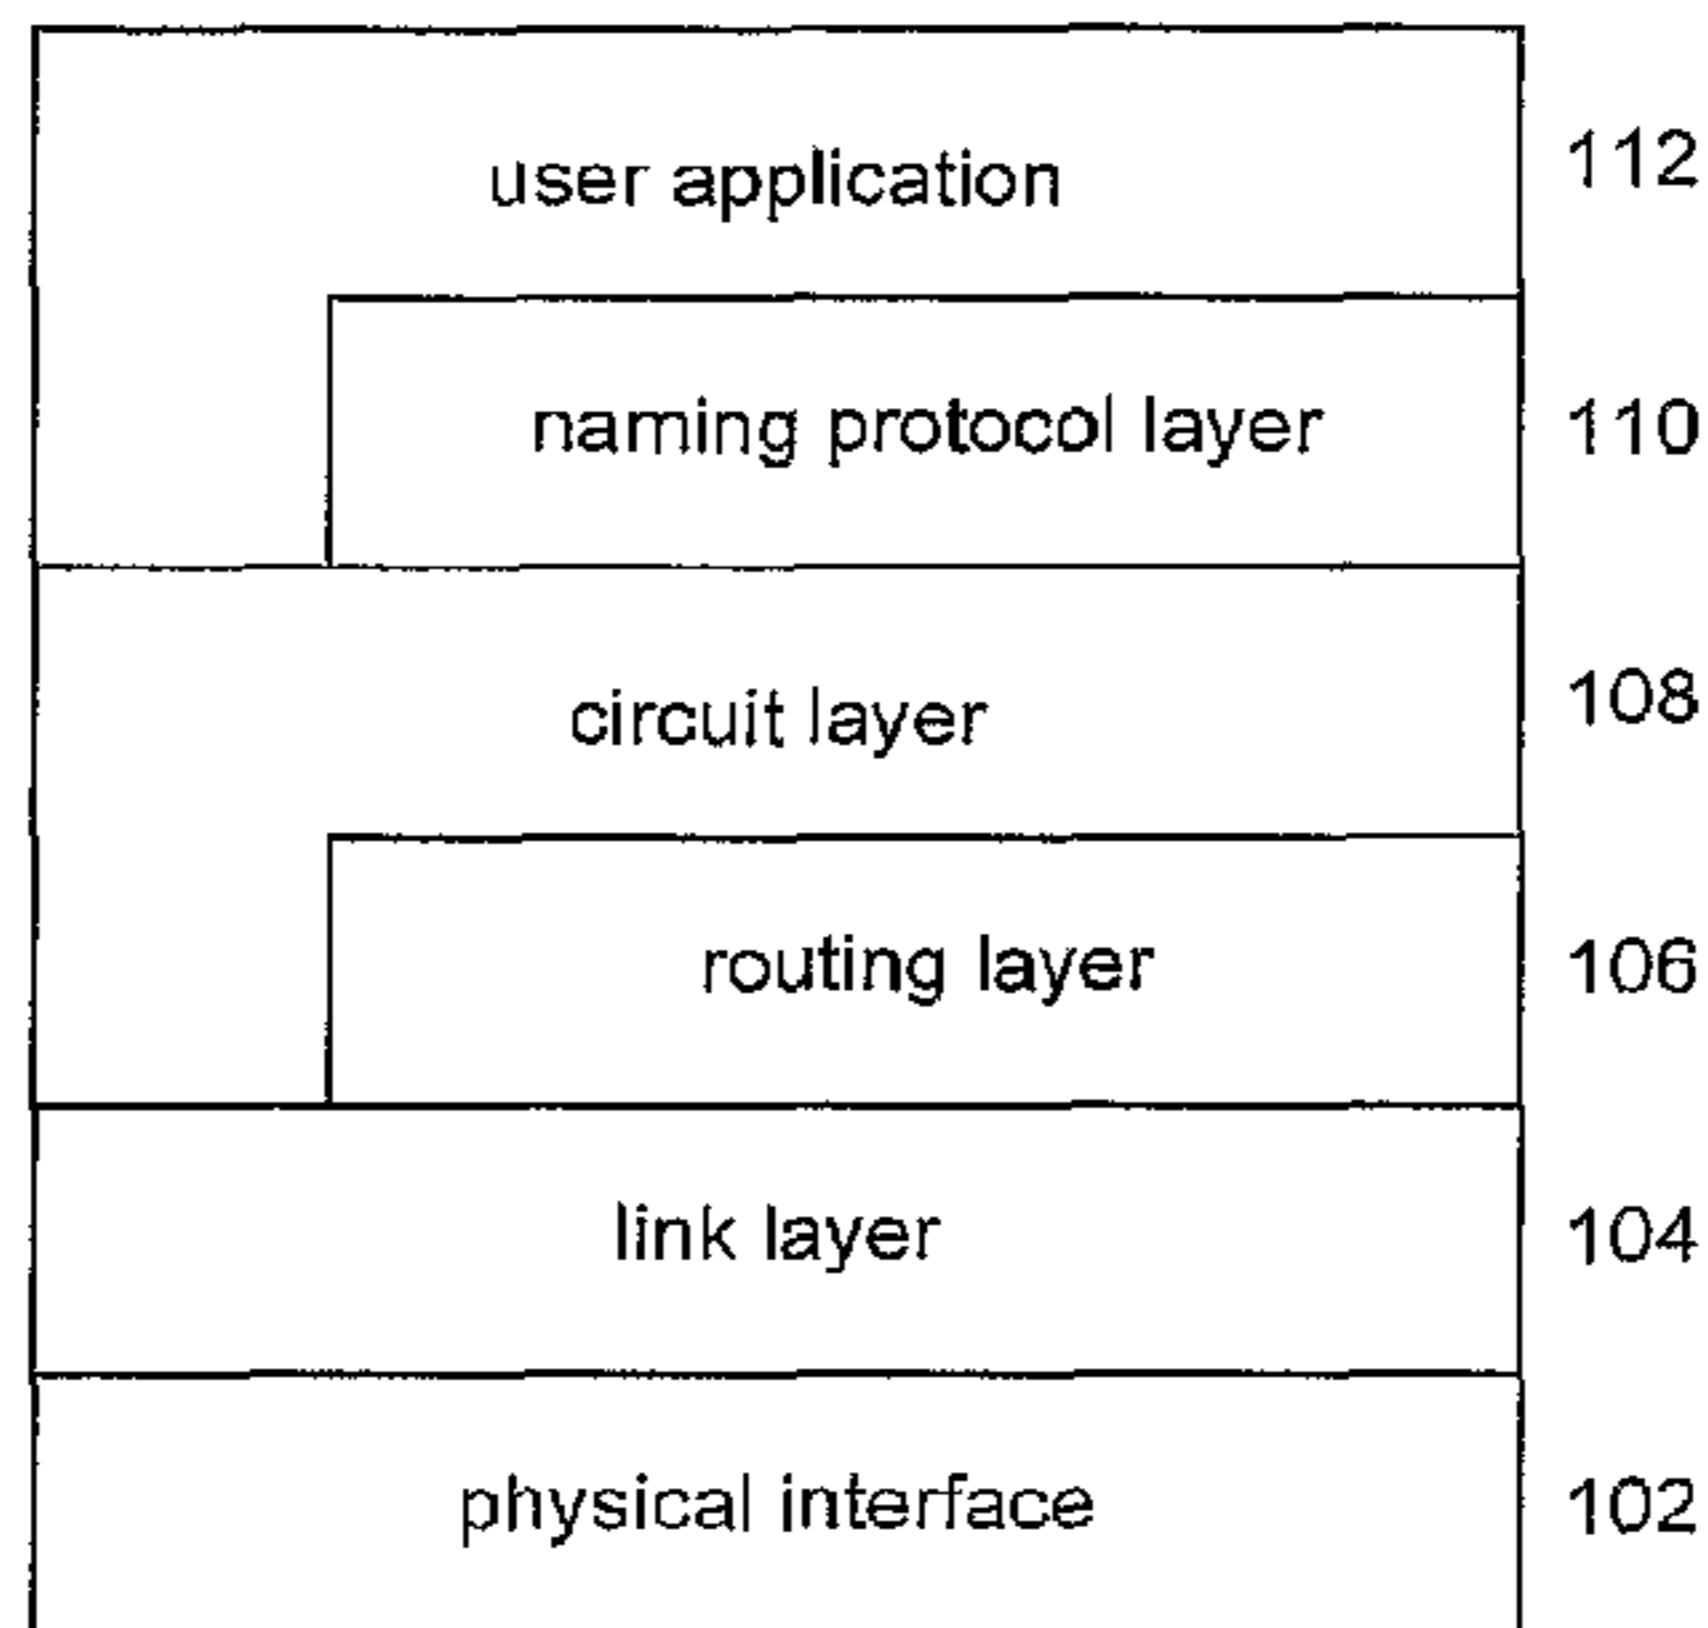 user application 112
naming protocol layer 110
circuit layer 108
routing layer 106
link layer 104
physical interface 102